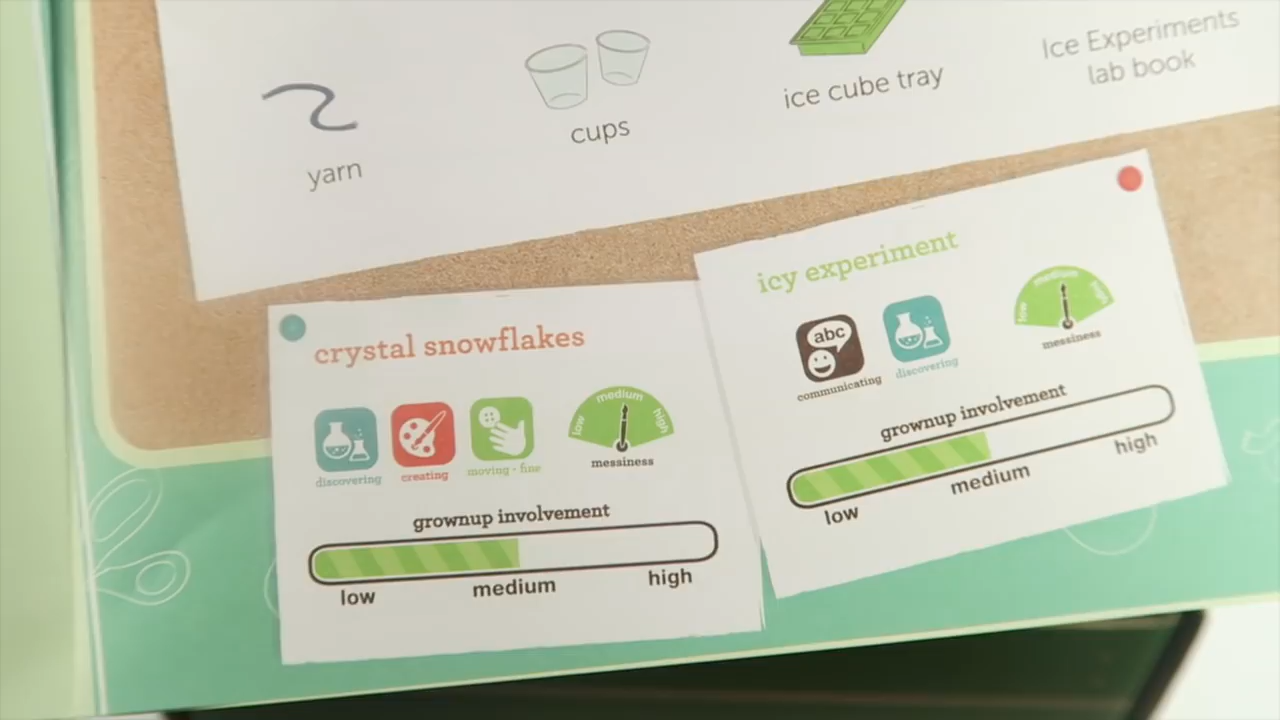 yarn
cups
ice cube tray
Ice Experiments
lab book
crystal snowflakes
discovering
creating
moving - fine
low
medium
high
messiness
grownup involvement
low
medium
high
icy experiment
abc
communicating
discovering
low
medium
high
messiness
grownup involvement
low
medium
high